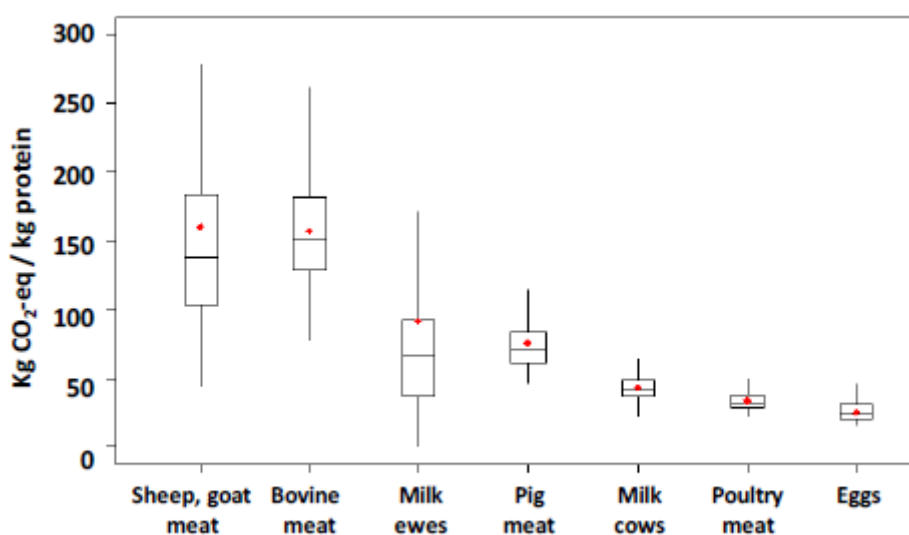 Kg CO₂-eq / kg protein
300
250
200
150
100
50
0
Sheep, goat meat
Bovine meat
Milk ewes
Pig meat
Milk cows
Poultry meat
Eggs